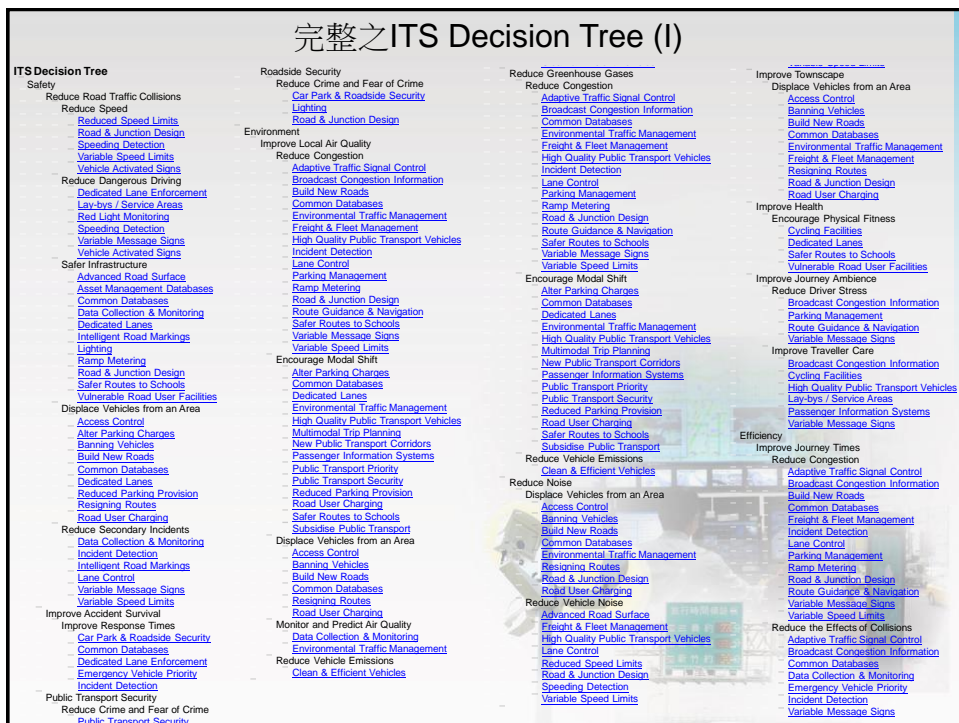 完整之ITS Decision Tree (I)
ITS Decision Tree
Safety
Reduce Road Traffic Collisions
Reduce Speed
Reduced Speed Limits
Road & Junction Design
Speeding Detection
Variable Speed Limits
Vehicle Activated Signs
Reduce Dangerous Driving
Dedicated Lane Enforcement
Lay-bys / Service Areas
Red Light Monitoring
Speeding Detection
Variable Message Signs
Vehicle Activated Signs
Safer Infrastructure
Advanced Road Surface
Asset Management Databases
Common Databases
Data Collection & Monitoring
Dedicated Lanes
Intelligent Road Markings
Lighting
Ramp Metering
Road & Junction Design
Safer Routes to Schools
Vulnerable Road User Facilities
Displace Vehicles from an Area
Access Control
Alter Parking Charges
Banning Vehicles
Build New Roads
Common Databases
Dedicated Lanes
Reduced Parking Provision
Resigning Routes
Road User Charging
Reduce Secondary Incidents
Data Collection & Monitoring
Incident Detection
Intelligent Road Markings
Lane Control
Variable Message Signs
Variable Speed Limits
Improve Accident Survival
Improve Response Times
Car Park & Roadside Security
Common Databases
Dedicated Lane Enforcement
Emergency Vehicle Priority
Incident Detection
Public Transport Security
Reduce Crime and Fear of Crime
Public Transport Security
Roadside Security
Reduce Crime and Fear of Crime
Car Park & Roadside Security
Lighting
Road & Junction Design
Environment
Improve Local Air Quality
Reduce Congestion
Adaptive Traffic Signal Control
Broadcast Congestion Information
Build New Roads
Common Databases
Environmental Traffic Management
Freight & Fleet Management
High Quality Public Transport Vehicles
Incident Detection
Lane Control
Parking Management
Ramp Metering
Road & Junction Design
Route Guidance & Navigation
Safer Routes to Schools
Variable Message Signs
Variable Speed Limits
Encourage Modal Shift
Alter Parking Charges
Common Databases
Dedicated Lanes
Environmental Traffic Management
High Quality Public Transport Vehicles
Multimodal Trip Planning
New Public Transport Corridors
Passenger Information Systems
Public Transport Priority
Public Transport Security
Reduced Parking Provision
Road User Charging
Safer Routes to Schools
Subsidise Public Transport
Displace Vehicles from an Area
Access Control
Banning Vehicles
Build New Roads
Common Databases
Resigning Routes
Road User Charging
Monitor and Predict Air Quality
Data Collection & Monitoring
Environmental Traffic Management
Reduce Vehicle Emissions
Clean & Efficient Vehicles
Reduce Greenhouse Gases
Reduce Congestion
Adaptive Traffic Signal Control
Broadcast Congestion Information
Common Databases
Environmental Traffic Management
Freight & Fleet Management
High Quality Public Transport Vehicles
Incident Detection
Lane Control
Parking Management
Ramp Metering
Road & Junction Design
Route Guidance & Navigation
Safer Routes to Schools
Variable Message Signs
Variable Speed Limits
Encourage Modal Shift
Alter Parking Charges
Common Databases
Dedicated Lanes
Environmental Traffic Management
High Quality Public Transport Vehicles
Multimodal Trip Planning
New Public Transport Corridors
Passenger Information Systems
Public Transport Priority
Public Transport Security
Reduced Parking Provision
Road User Charging
Safer Routes to Schools
Subsidise Public Transport
Reduce Vehicle Emissions
Clean & Efficient Vehicles
Reduce Noise
Displace Vehicles from an Area
Access Control
Banning Vehicles
Build New Roads
Common Databases
Environmental Traffic Management
Resigning Routes
Road & Junction Design
Road User Charging
Reduce Vehicle Noise
Advanced Road Surface
Freight & Fleet Management
High Quality Public Transport Vehicles
Lane Control
Reduced Speed Limits
Road & Junction Design
Speeding Detection
Variable Speed Limits
Variable Speed Limits
Improve Townscape
Displace Vehicles from an Area
Access Control
Banning Vehicles
Build New Roads
Common Databases
Environmental Traffic Management
Freight & Fleet Management
Resigning Routes
Road & Junction Design
Road User Charging
Improve Health
Encourage Physical Fitness
Cycling Facilities
Dedicated Lanes
Safer Routes to Schools
Vulnerable Road User Facilities
Improve Journey Ambience
Reduce Driver Stress
Broadcast Congestion Information
Parking Management
Route Guidance & Navigation
Variable Message Signs
Improve Traveller Care
Broadcast Congestion Information
Cycling Facilities
High Quality Public Transport Vehicles
Lay-bys / Service Areas
Passenger Information Systems
Variable Message Signs
Efficiency
Improve Journey Times
Reduce Congestion
Adaptive Traffic Signal Control
Broadcast Congestion Information
Build New Roads
Common Databases
Freight & Fleet Management
Incident Detection
Lane Control
Parking Management
Ramp Metering
Road & Junction Design
Route Guidance & Navigation
Variable Message Signs
Variable Speed Limits
Reduce the Effects of Collisions
Adaptive Traffic Signal Control
Broadcast Congestion Information
Common Databases
Data Collection & Monitoring
Emergency Vehicle Priority
Incident Detection
Variable Message Signs